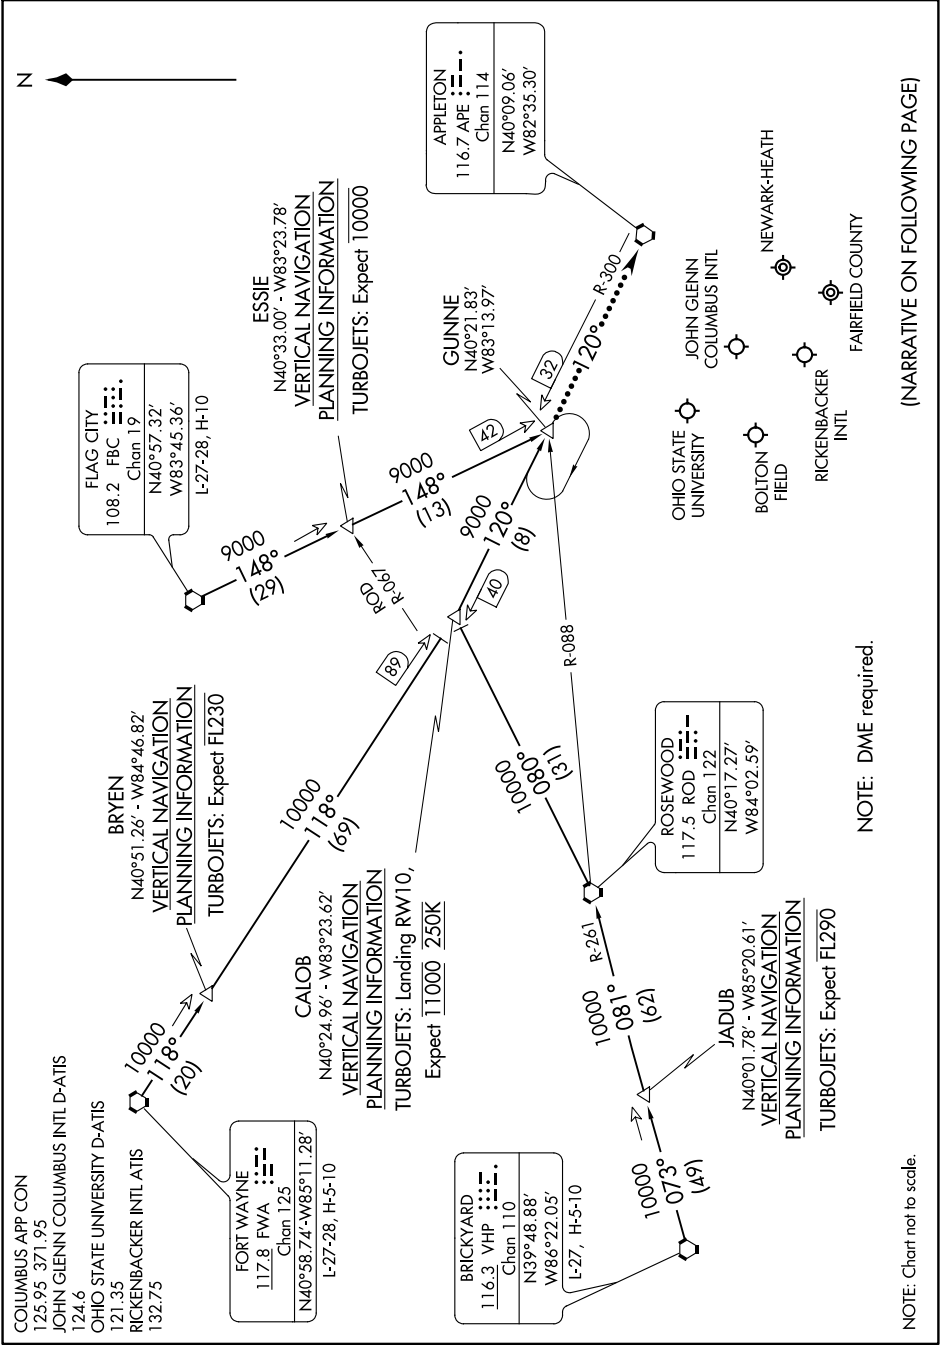 COLUMBUS APP CON
125.95 371.95
JOHN GLENN COLUMBUS INTL D-ATIS
124.6
OHIO STATE UNIVERSITY D-ATIS
121.35
RICKENBACKER INTL ATIS
132.75
N
FORT WAYNE
117.8 FWA
Chan 125
N40°58.74'-W85°11.28'
L-27-28, H-5-10
10000
118°
(20)
BRYEN
N40°51.26' - W84°46.82'
VERTICAL NAVIGATION
PLANNING INFORMATION
TURBOJETS: Expect FL230
10000
118°
(69)
89
FLAG CITY
108.2 FBC
Chan 19
N40°57.32'
W83°45.36'
L-27-28, H-10
9000
148°
(29)
ESSIE
N40°33.00' - W83°23.78'
VERTICAL NAVIGATION
PLANNING INFORMATION
TURBOJETS: Expect 10000
ROD
R-067
9000
148°
(13)
42
CALOB
N40°24.96' - W83°23.62'
VERTICAL NAVIGATION
PLANNING INFORMATION
TURBOJETS: Landing RW10,
Expect 11000 250K
40
9000
120°
(8)
GUNNE
N40°21.83'
W83°13.97'
32
R-300
120°
APPLETON
116.7 APE
Chan 114
N40°09.06'
W82°35.30'
BRICKYARD
116.3 VHP
Chan 110
N39°48.88'
W86°22.05'
L-27, H-5-10
10000
073°
(49)
JADUB
N40°01.78' - W85°20.61'
VERTICAL NAVIGATION
PLANNING INFORMATION
TURBOJETS: Expect FL290
10000
081°
(62)
R-261
ROSEWOOD
117.5 ROD
Chan 122
N40°17.27'
W84°02.59'
10000
080°
(31)
R-088
OHIO STATE
UNIVERSITY
JOHN GLENN
COLUMBUS INTL
NEWARK-HEATH
BOLTON
FIELD
RICKENBACKER
INTL
FAIRFIELD COUNTY
NOTE: DME required.
NOTE: Chart not to scale.
(NARRATIVE ON FOLLOWING PAGE)